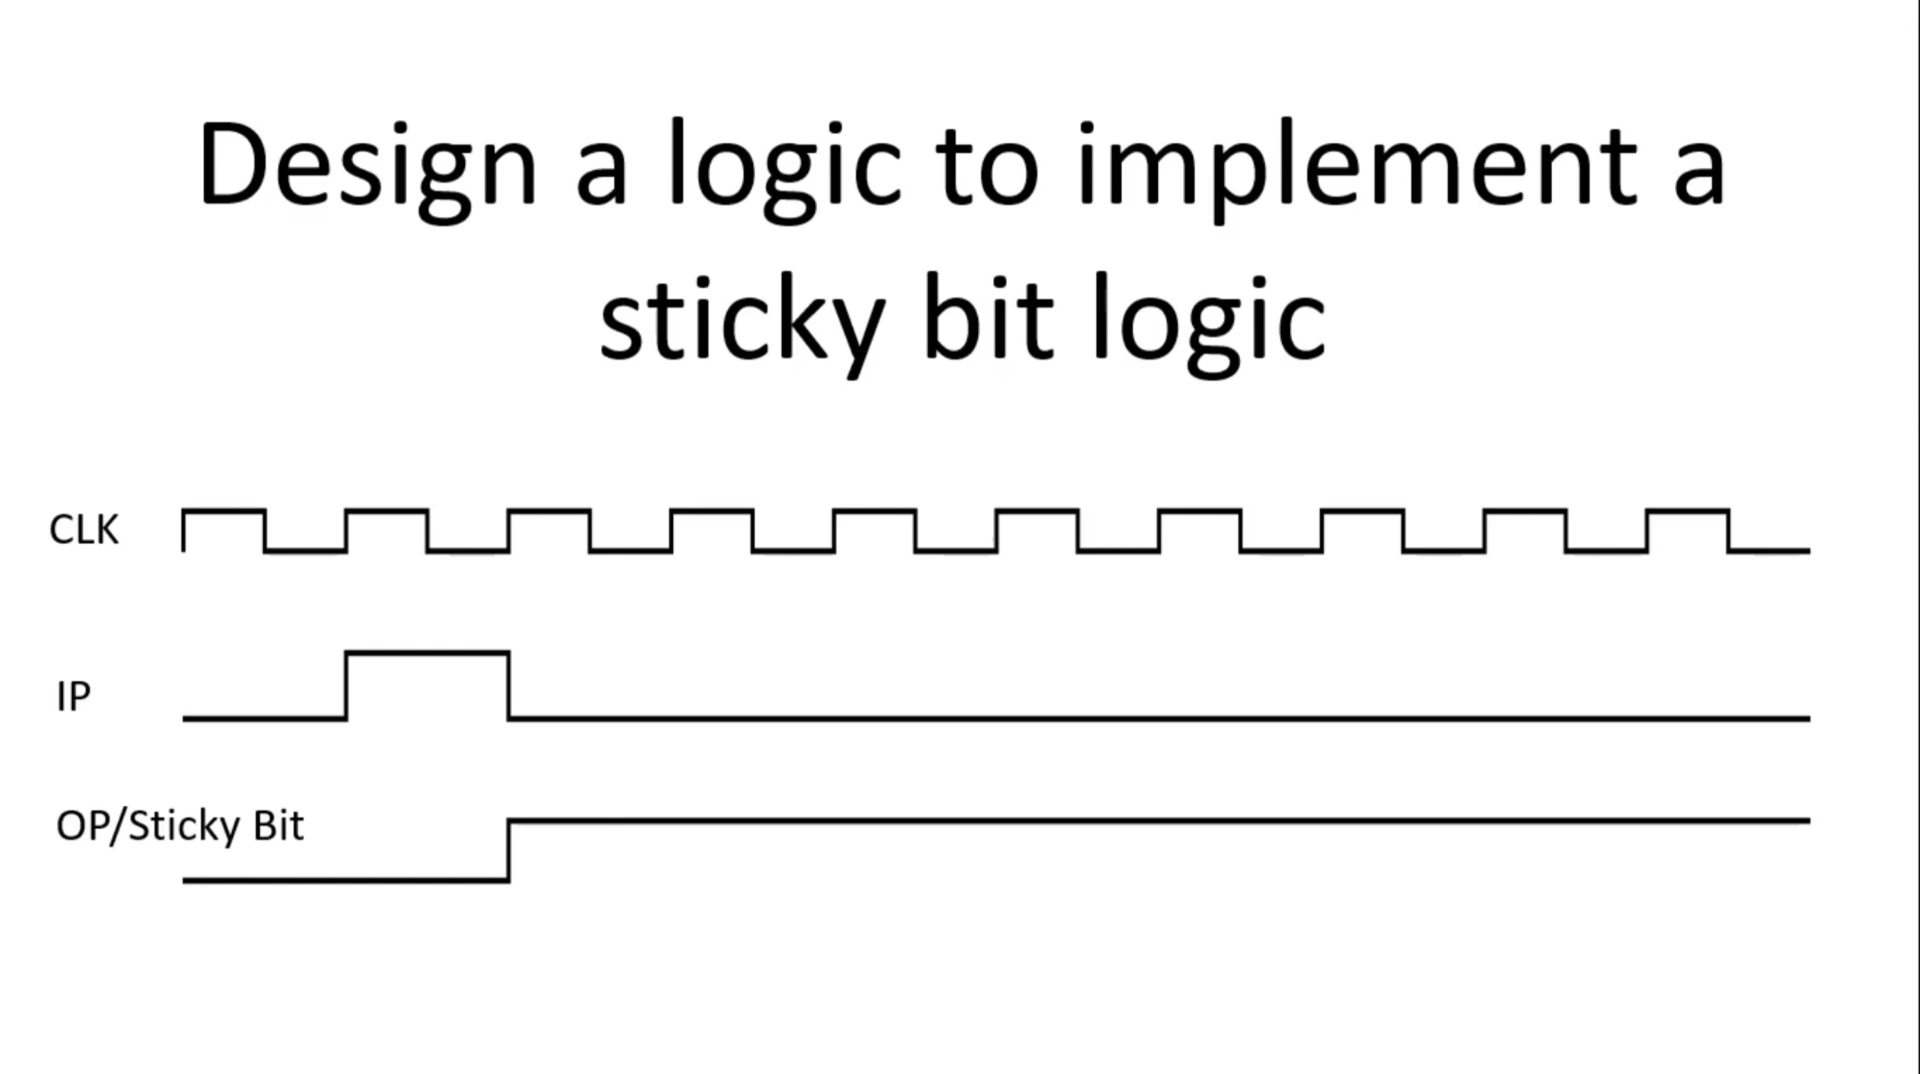 Design a logic to implement a
sticky bit logic
CLK
IP
OP/Sticky Bit